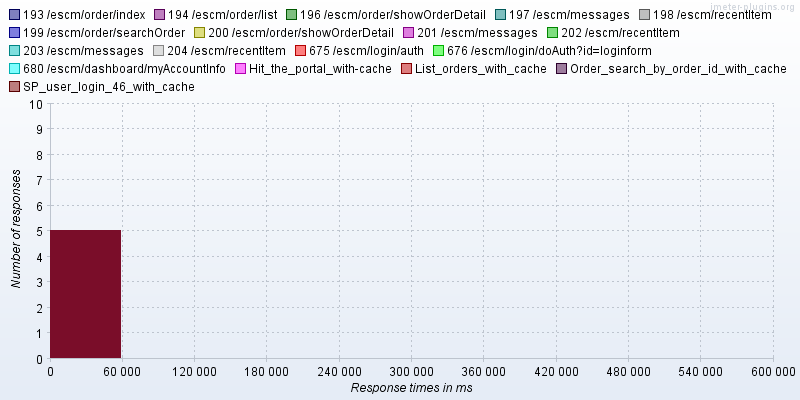 193 /escm/order/index 194 /escm/order/list 196 /escm/order/showOrderDetail 197 /escm/messages 198 /escm/recentItem
jmeter-plugins.org
199 /escm/order/searchOrder 200 /escm/order/showOrderDetail 201 /escm/messages 202 /escm/recentItem
203 /escm/messages 204 /escm/recentItem 675 /escm/login/auth 676 /escm/login/doAuth?id=loginform
680 /escm/dashboard/myAccountInfo Hit_the_portal_with-cache List_orders_with_cache Order_search_by_order_id_with_cache
SP_user_login_46_with_cache
Number of responses
10
9
8
7
6
5
4
3
2
1
0
0 60 000 120 000 180 000 240 000 300 000 360 000 420 000 480 000 540 000 600 000
Response times in ms